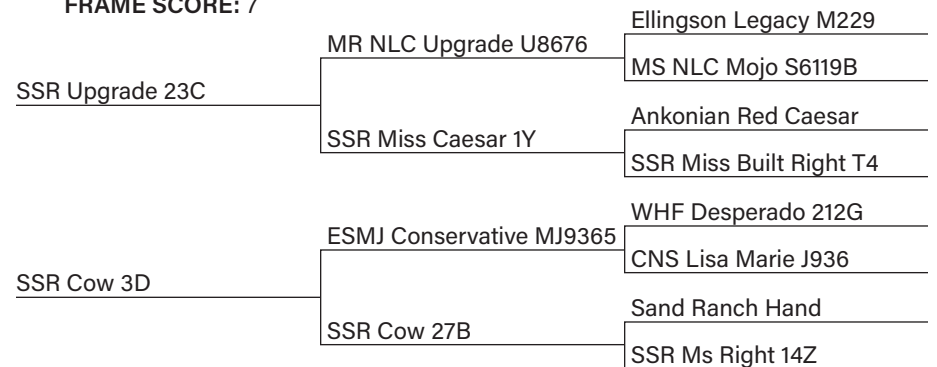 FRAME SCORE: 7
Ellingson Legacy M229
MR NLC Upgrade U8676
MS NLC Mojo S6119B
SSR Upgrade 23C
Ankonian Red Caesar
SSR Miss Caesar 1Y
SSR Miss Built Right T4
WHF Desperado 212G
ESMJ Conservative MJ9365
CNS Lisa Marie J936
SSR Cow 3D
Sand Ranch Hand
SSR Cow 27B
SSR Ms Right 14Z